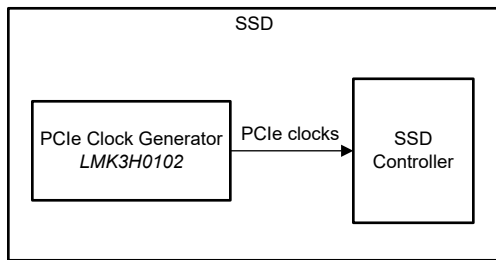 SSD
PCIe Clock Generator
LMK3H0102
PCIe clocks
SSD
Controller